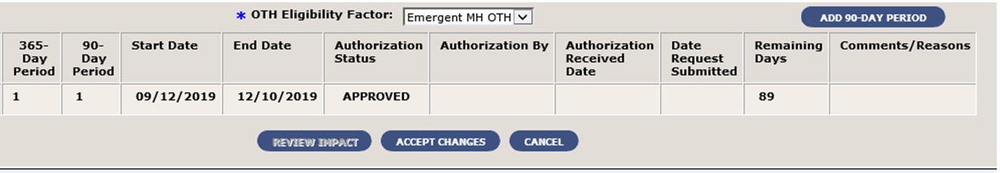 * OTH Eligibility Factor: Emergent MH OTH ADD 90-DAY PERIOD
365-Day Period 90-Day Period Start Date End Date Authorization Status Authorization By Authorization Received Date Date Request Submitted Remaining Days Comments/Reasons
1 1 09/12/2019 12/10/2019 APPROVED 89
REVIEW IMPACT ACCEPT CHANGES CANCEL